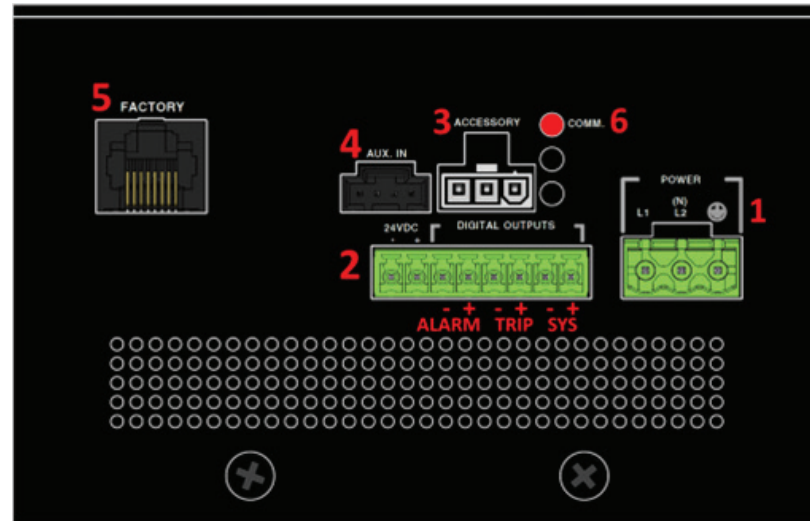 5 FACTORY
3 ACCESSORY
COMM. 6
4 AUX. IN
POWER
L1 (N) L2
1
24VDC
- +
DIGITAL OUTPUTS
2
- + - + - +
ALARM TRIP SYS